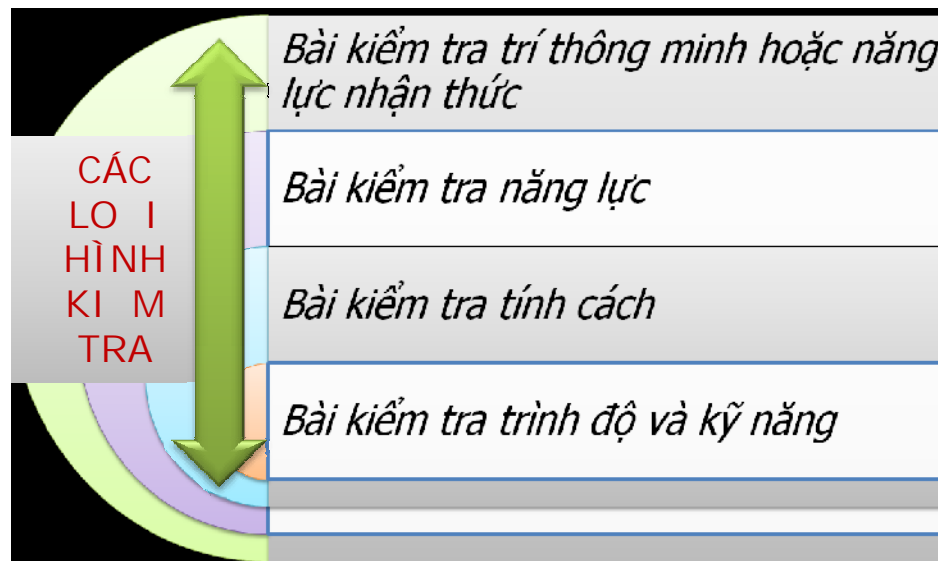 CÁC
LO I
HÌNH
KI M
TRA
Bài kiểm tra trí thông minh hoặc năng
lực nhận thức
Bài kiểm tra năng lực
Bài kiểm tra tính cách
Bài kiểm tra trình độ và kỹ năng